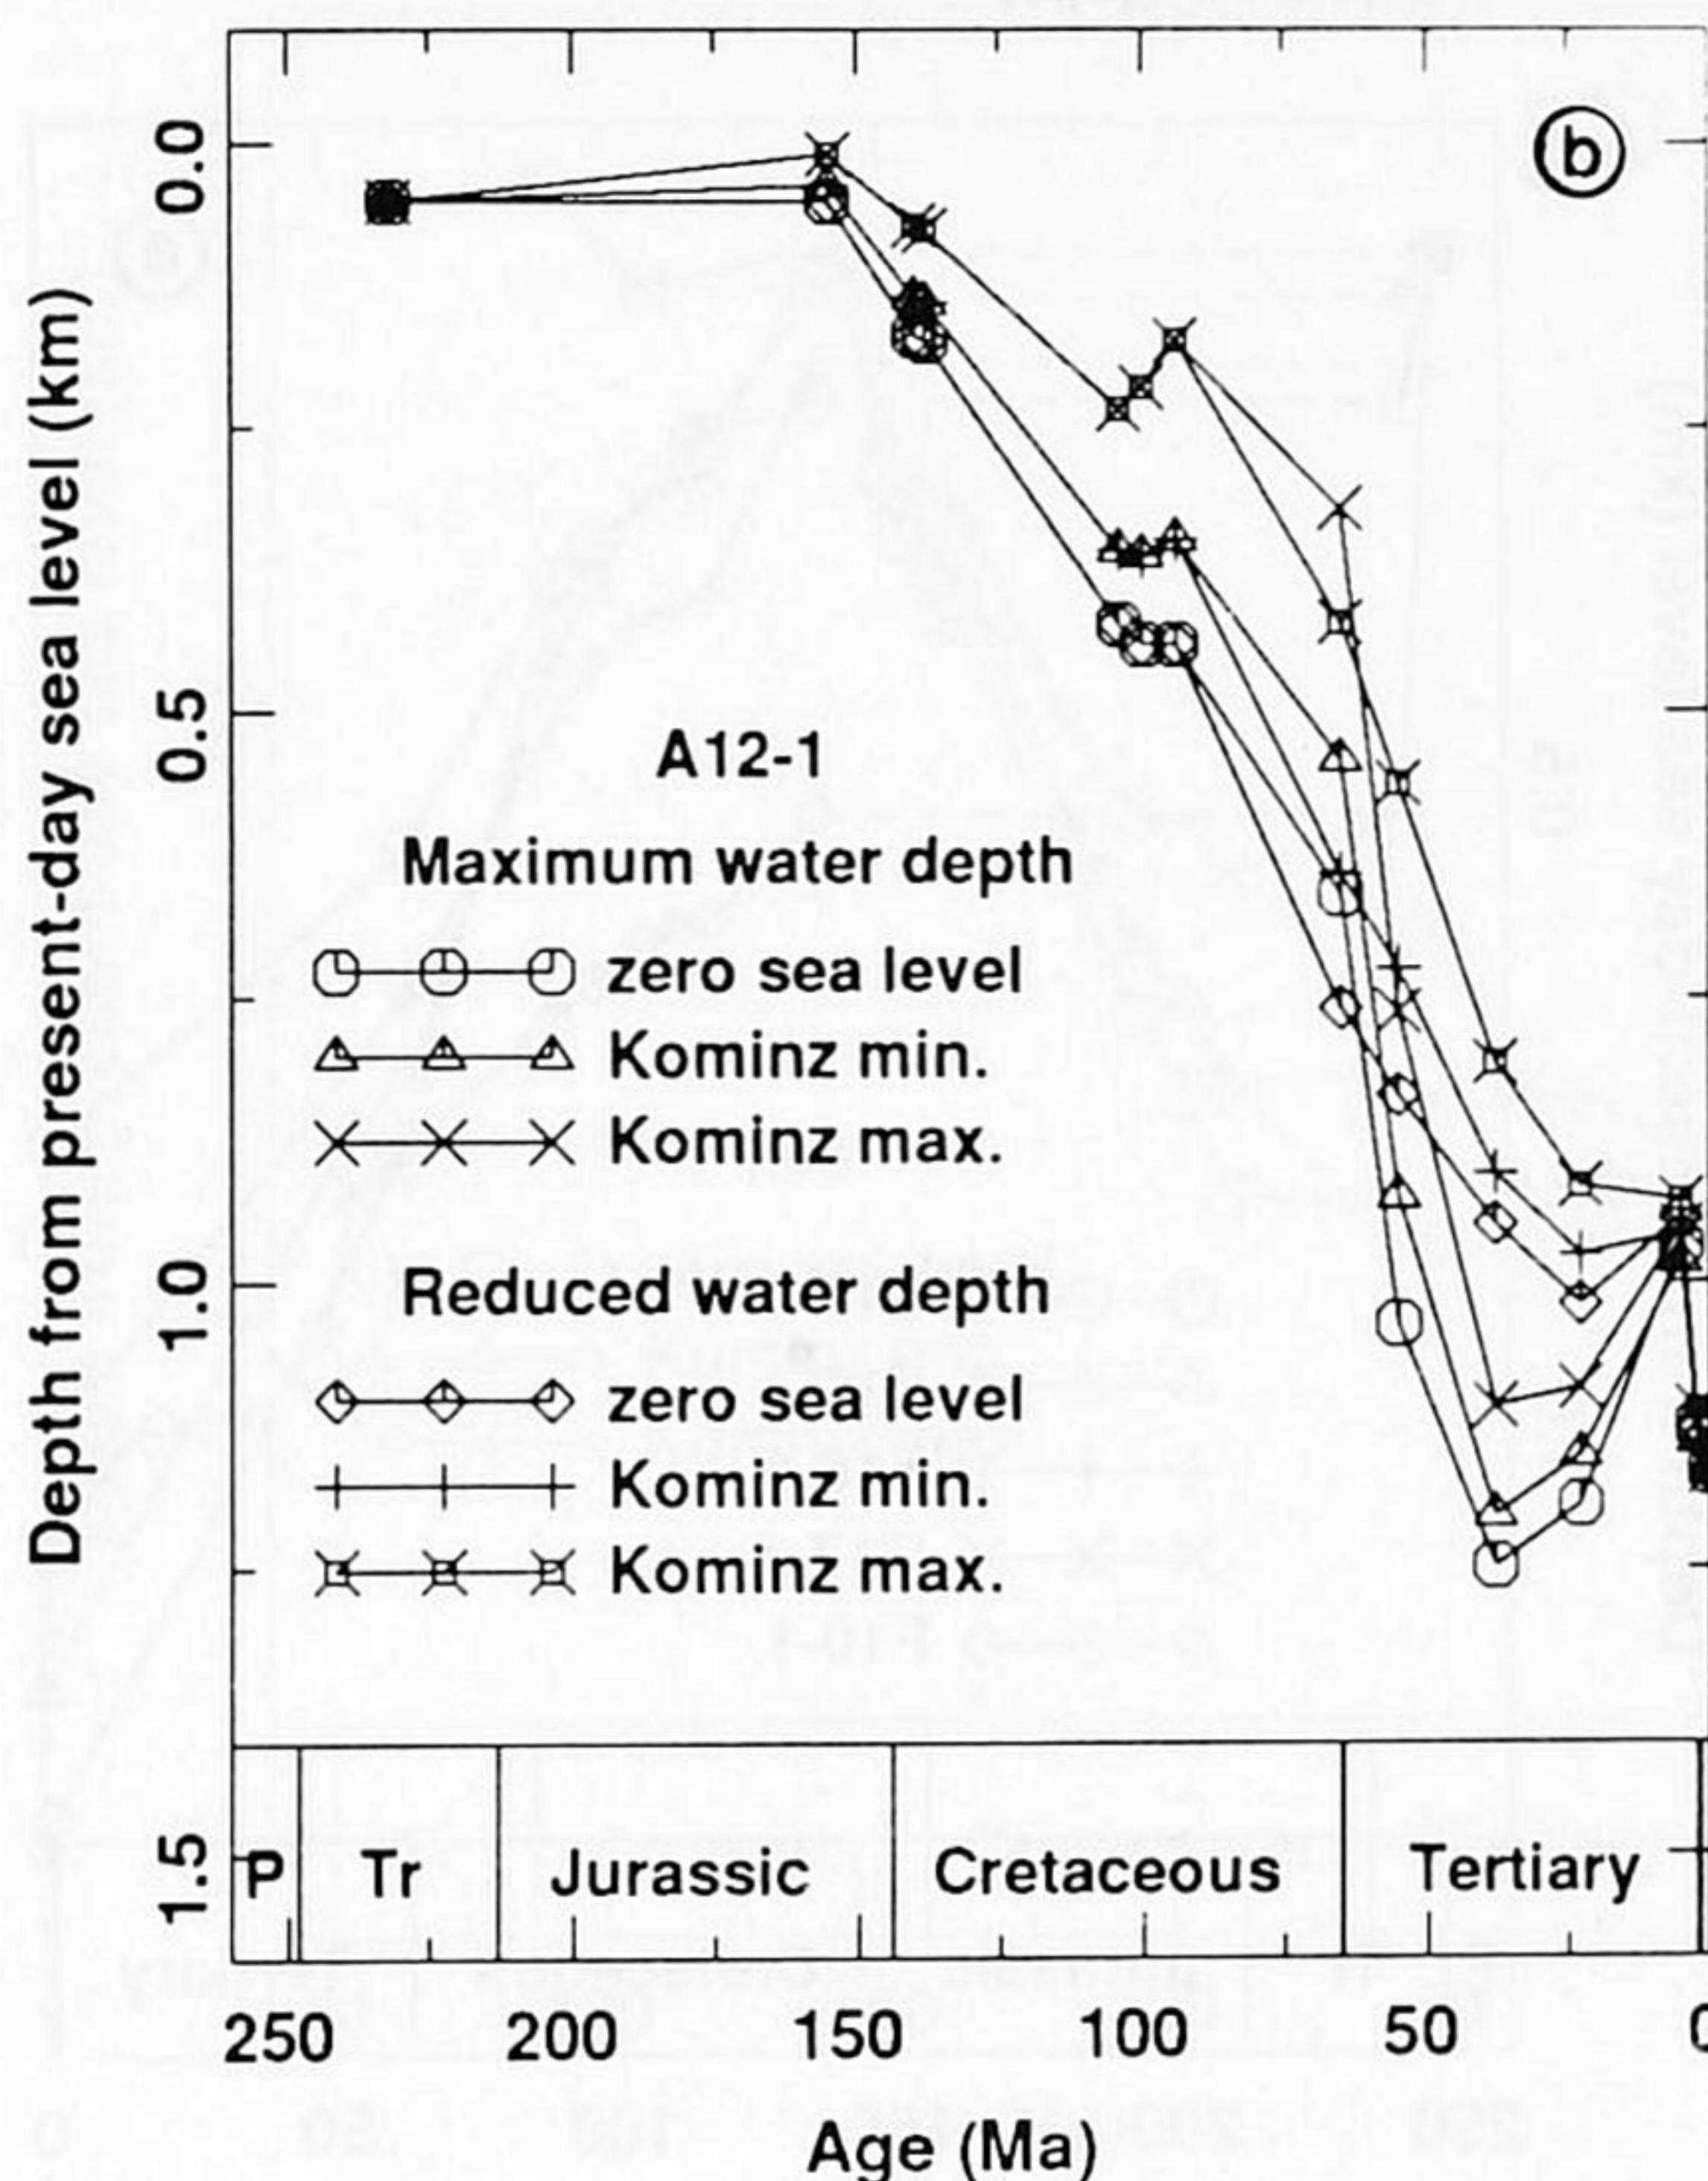 b
0.0
0.5
1.0
1.5
Depth from present-day sea level (km)
A12-1
Maximum water depth
zero sea level
Kominz min.
Kominz max.
Reduced water depth
zero sea level
Kominz min.
Kominz max.
P Tr Jurassic Cretaceous Tertiary
250 200 150 100 50 0
Age (Ma)